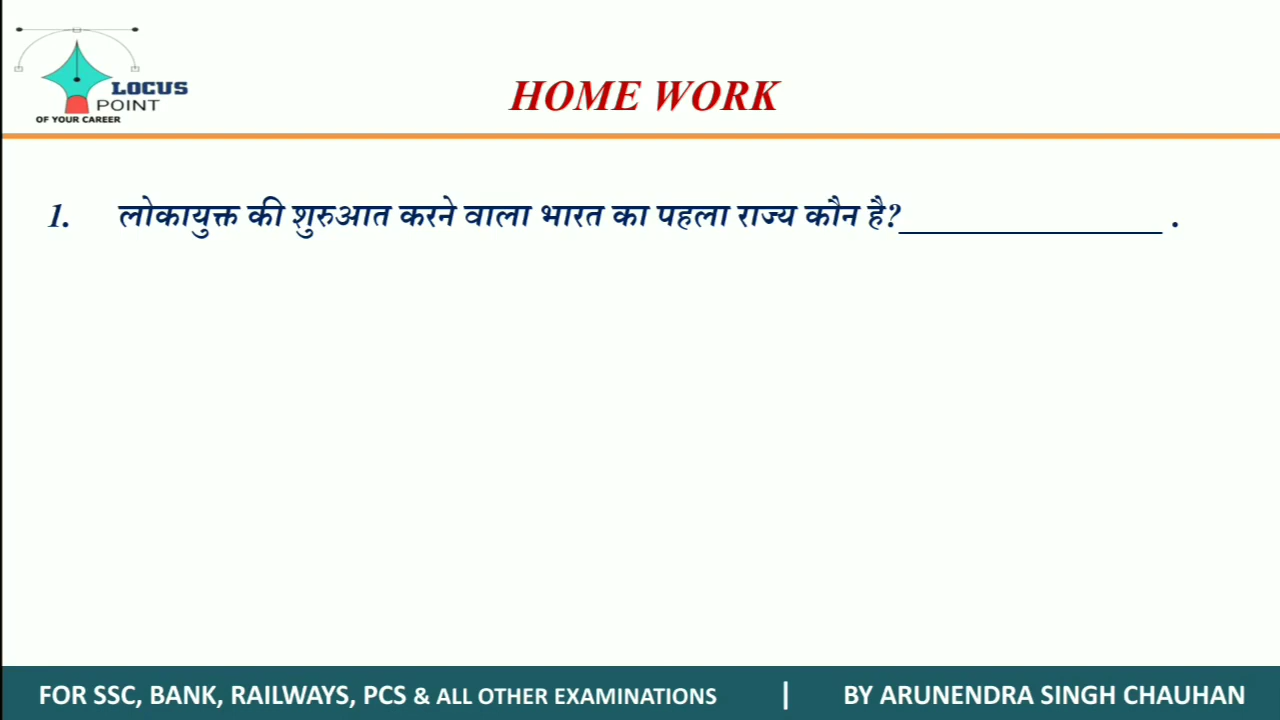 LOCUS
POINT
OF YOUR CAREER
HOME WORK
1. लोकायुक्त की शुरुआत करने वाला भारत का पहला राज्य कौन है?__________________ .
FOR SSC, BANK, RAILWAYS, PCS & ALL OTHER EXAMINATIONS | BY ARUNENDRA SINGH CHAUHAN